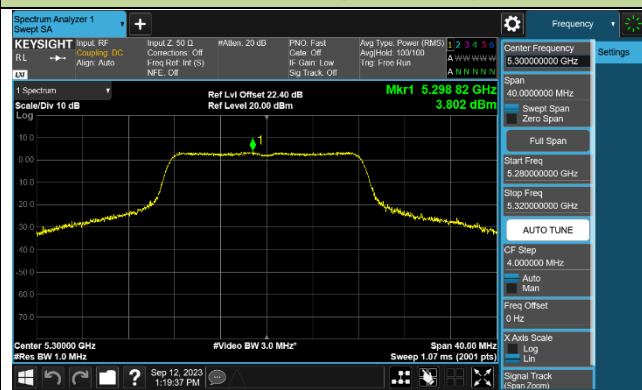 Spectrum Analyzer 1
Swept SA
Frequency
KEYSIGHT
Input: RF
Coupling: DC
Align: Auto
Input Z: 50 Ω
Corrections: Off
Freq Ref: Int (S)
NFE: Off
#Atten: 20 dB
PNO: Fast
Gate: Off
IF Gain: Low
Sig Track: Off
Avg Type: Power (RMS)
Avg|Hold: 100/100
Trig: Free Run
1 2 3 4 5 6
A W W W W W
A N N N N N
R L
LXI
1 Spectrum
Scale/Div 10 dB
Log
Ref Lvl Offset 22.40 dB
Ref Level 20.00 dBm
Mkr1 5.298 82 GHz
3.802 dBm
1
10.0
0.00
-10.0
-20.0
-30.0
-40.0
-50.0
-60.0
-70.0
Center 5.30000 GHz
#Res BW 1.0 MHz
#Video BW 3.0 MHz*
Span 40.00 MHz
Sweep 1.07 ms (2001 pts)
Center Frequency
5.300000000 GHz
Settings
Span
40.0000000 MHz
Swept Span
Zero Span
Full Span
Start Freq
5.280000000 GHz
Stop Freq
5.320000000 GHz
AUTO TUNE
CF Step
4.000000 MHz
Auto
Man
Freq Offset
0 Hz
X Axis Scale
Log
Lin
Signal Track
(Span Zoom)
Sep 12, 2023
1:19:37 PM